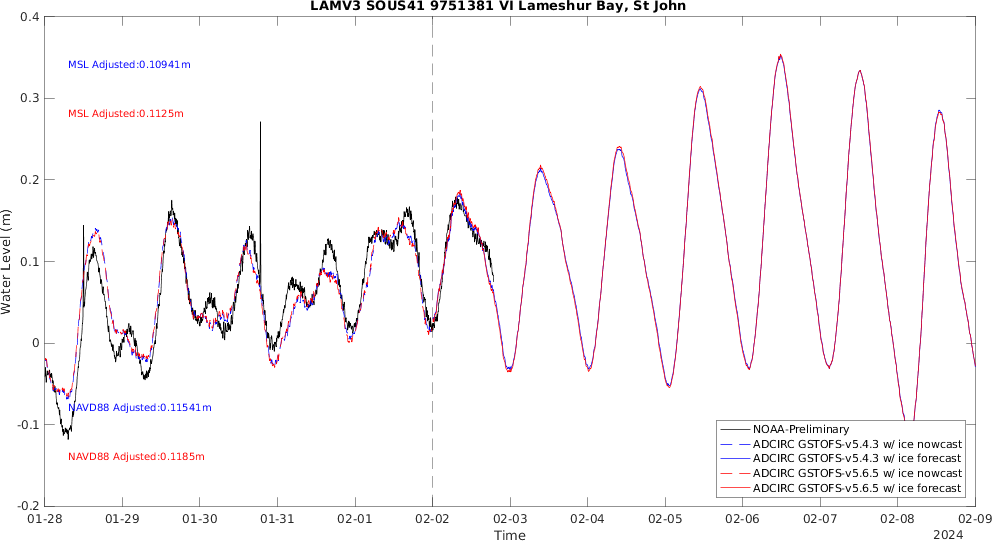 LAMV3 SOUS41 9751381 VI Lameshur Bay, St John
0.4
0.3
0.2
0.1
0
-0.1
-0.2
Water Level (m)
MSL Adjusted:0.10941m
MSL Adjusted:0.1125m
NAVD88 Adjusted:0.11541m
NAVD88 Adjusted:0.1185m
NOAA-Preliminary
ADCIRC GSTOFS-v5.4.3 w/ ice nowcast
ADCIRC GSTOFS-v5.4.3 w/ ice forecast
ADCIRC GSTOFS-v5.6.5 w/ ice nowcast
ADCIRC GSTOFS-v5.6.5 w/ ice forecast
01-28 01-29 01-30 01-31 02-01 02-02 02-03 02-04 02-05 02-06 02-07 02-08 02-09
Time
2024